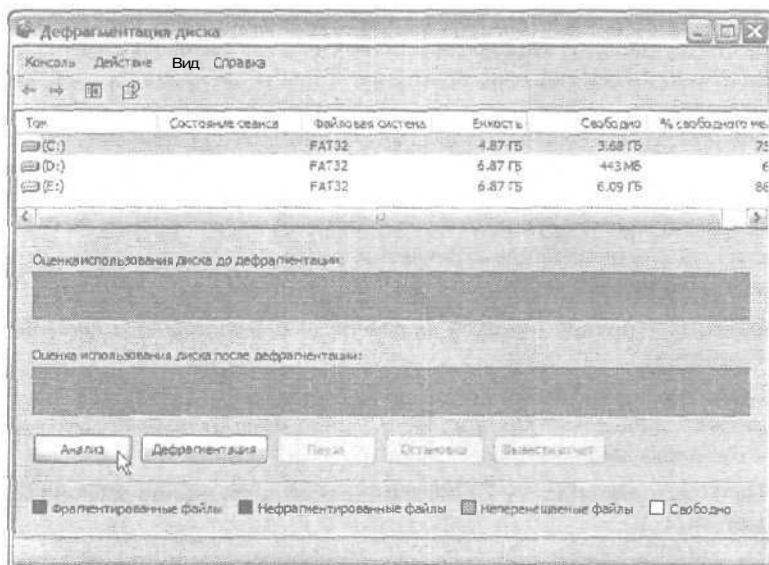 Дефрагментация диска
Консоль Действие Вид Справка
Том Состояние сеанса Файловая система Емкость Свободно % свободного ме
(C:) FAT32 4.87 ГБ 3.68 ГБ 75
(D:) FAT32 6.87 ГБ 443 МБ 6
(E:) FAT32 6.87 ГБ 6.09 ГБ 88
Оценка использования диска до дефрагментации:
Оценка использования диска после дефрагментации:
Анализ Дефрагментация Пауза Остановка Вывести отчет
Фрагментированные файлы Нефрагментированные файлы Неперемещаемые файлы Свободно